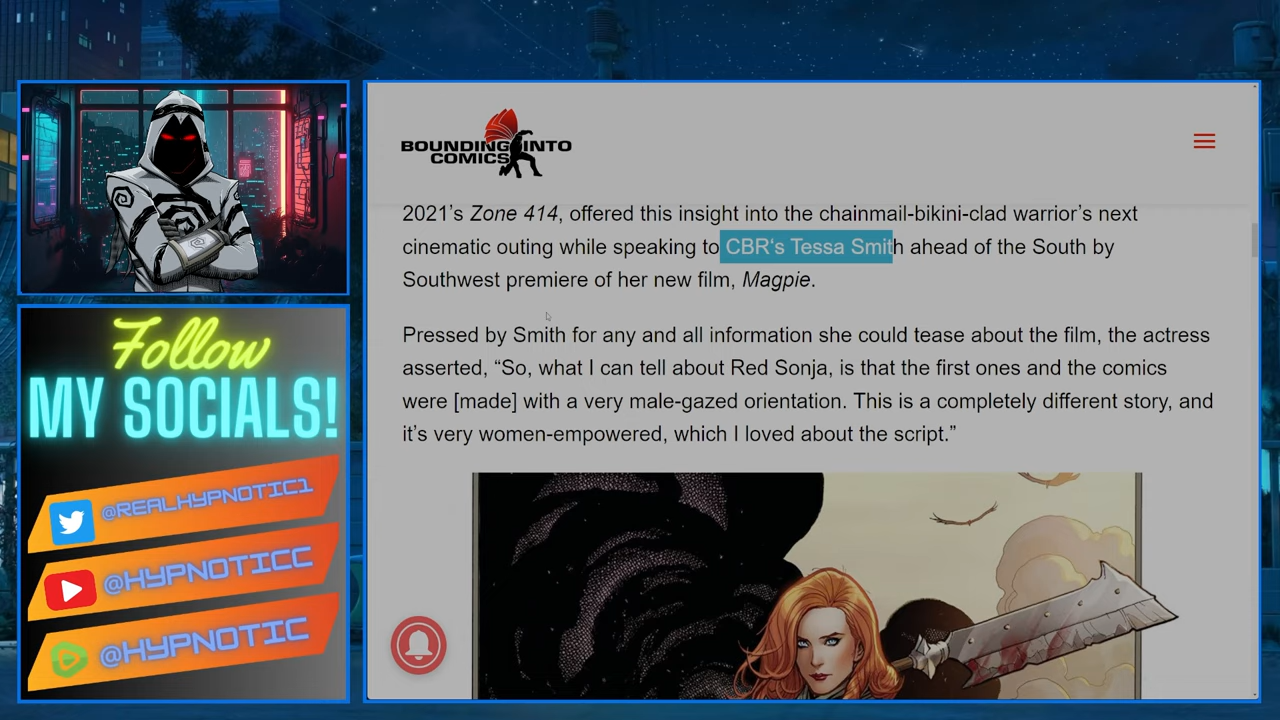 BOUNDING INTO
COMICS
2021’s Zone 414, offered this insight into the chainmail-bikini-clad warrior’s next
cinematic outing while speaking to CBR‘s Tessa Smith ahead of the South by
Southwest premiere of her new film, Magpie.
Pressed by Smith for any and all information she could tease about the film, the actress
asserted, “So, what I can tell about Red Sonja, is that the first ones and the comics
were [made] with a very male-gazed orientation. This is a completely different story, and
it’s very women-empowered, which I loved about the script.”
Follow
MY SOCIALS!
@REALHYPNOTIC1
@HYPNOTICC
@HYPNOTIC